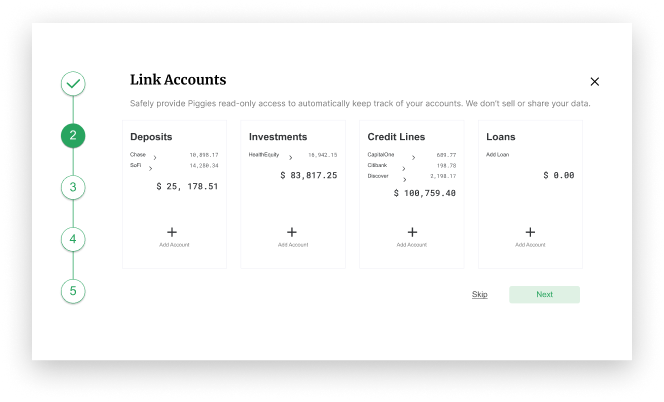 Link Accounts
Safely provide Piggies read-only access to automatically keep track of your accounts. We don't sell or share your data.
2
3
4
5
Deposits
Chase 10,898.17
SoFi 14,280.34
$ 25, 178.51
Add Account
Investments
HealthEquity 16,942.15
$ 83,817.25
Add Account
Credit Lines
CapitalOne 689.77
Citibank 198.78
Discover 2,198.17
$ 100,759.40
Add Account
Loans
Add Loan
$ 0.00
Add Account
Skip
Next